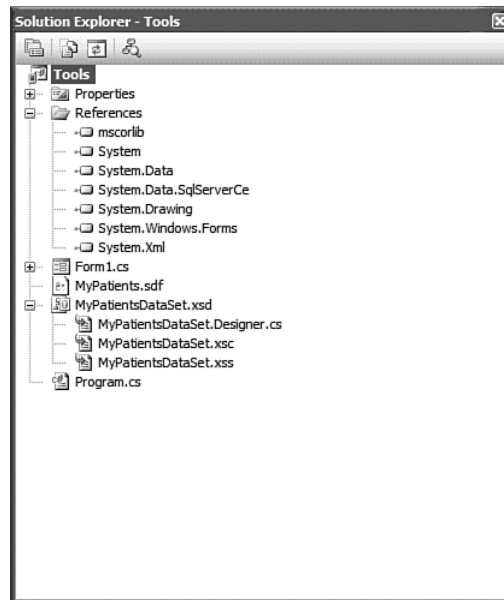 Solution Explorer - Tools
Tools
Properties
References
mscorlib
System
System.Data
System.Data.SqlServerCe
System.Drawing
System.Windows.Forms
System.Xml
Form1.cs
MyPatients.sdf
MyPatientsDataSet.xsd
MyPatientsDataSet.Designer.cs
MyPatientsDataSet.xsc
MyPatientsDataSet.xss
Program.cs